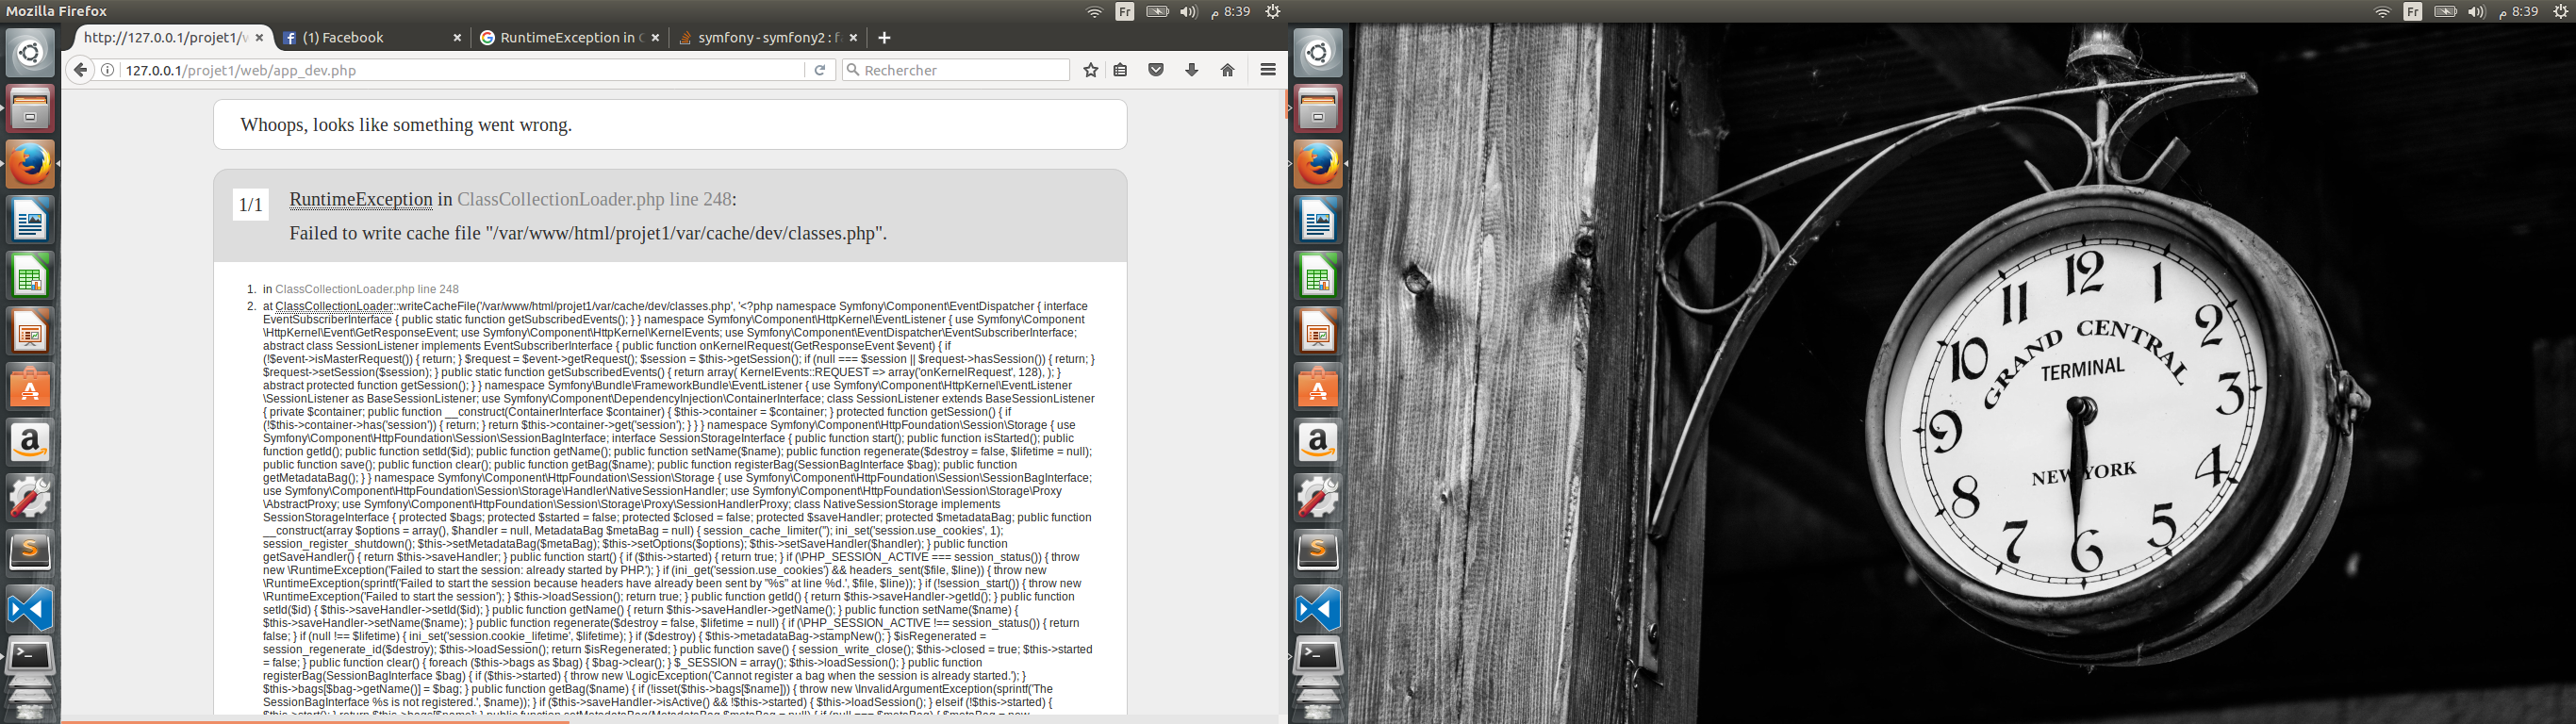 Mozilla Firefox
Fr
م 8:39
http://127.0.0.1/projet1/
(1) Facebook
RuntimeException in
symfony - symfony2 :
127.0.0.1/projet1/web/app_dev.php
Rechercher
Whoops, looks like something went wrong.
1/1
RuntimeException in ClassCollectionLoader.php line 248:
Failed to write cache file "/var/www/html/projet1/var/cache/dev/classes.php".
1. in ClassCollectionLoader.php line 248
2. at ClassCollectionLoader::writeCacheFile('/var/www/html/projet1/var/cache/dev/classes.php', '<?php namespace Symfony\Component\EventDispatcher { interface
EventSubscriberInterface { public static function getSubscribedEvents(); } } namespace Symfony\Component\HttpKernel\EventListener { use Symfony\Component
\HttpKernel\Event\GetResponseEvent; use Symfony\Component\HttpKernel\KernelEvents; use Symfony\Component\EventDispatcher\EventSubscriberInterface;
abstract class SessionListener implements EventSubscriberInterface { public function onKernelRequest(GetResponseEvent $event) { if
(!$event->isMasterRequest()) { return; } $request = $event->getRequest(); $session = $this->getSession(); if (null === $session || $request->hasSession()) { return; }
$request->setSession($session); } public static function getSubscribedEvents() { return array( KernelEvents::REQUEST => array('onKernelRequest', 128), ); }
abstract protected function getSession(); } } namespace Symfony\Bundle\FrameworkBundle\EventListener { use Symfony\Component\HttpKernel\EventListener
\SessionListener as BaseSessionListener; use Symfony\Component\DependencyInjection\ContainerInterface; class SessionListener extends BaseSessionListener
{ private $container; public function __construct(ContainerInterface $container) { $this->container = $container; } protected function getSession() { if
(!$this->container->has('session')) { return; } return $this->container->get('session'); } } } namespace Symfony\Component\HttpFoundation\Session\Storage { use
Symfony\Component\HttpFoundation\Session\SessionBagInterface; interface SessionStorageInterface { public function start(); public function isStarted(); public
function getId(); public function setId($id); public function getName(); public function setName($name); public function regenerate($destroy = false, $lifetime = null);
public function save(); public function clear(); public function getBag($name); public function registerBag(SessionBagInterface $bag); public function
getMetadataBag(); } } namespace Symfony\Component\HttpFoundation\Session\Storage { use Symfony\Component\HttpFoundation\Session\SessionBagInterface;
use Symfony\Component\HttpFoundation\Session\Storage\Handler\NativeSessionHandler; use Symfony\Component\HttpFoundation\Session\Storage\Proxy
\AbstractProxy; use Symfony\Component\HttpFoundation\Session\Storage\Proxy\SessionHandlerProxy; class NativeSessionStorage implements
SessionStorageInterface { protected $bags; protected $started = false; protected $closed = false; protected $saveHandler; protected $metadataBag; public function
__construct(array $options = array(), $handler = null, MetadataBag $metaBag = null) { session_cache_limiter(''); ini_set('session.use_cookies', 1);
session_register_shutdown(); $this->setMetadataBag($metaBag); $this->setOptions($options); $this->setSaveHandler($handler); } public function
getSaveHandler() { return $this->saveHandler; } public function start() { if ($this->started) { return true; } if (\PHP_SESSION_ACTIVE === session_status()) { throw
new \RuntimeException('Failed to start the session: already started by PHP.'); } if (ini_get('session.use_cookies') && headers_sent($file, $line)) { throw new
\RuntimeException(sprintf('Failed to start the session because headers have already been sent by "%s" at line %d.', $file, $line)); } if (!session_start()) { throw new
\RuntimeException('Failed to start the session'); } $this->loadSession(); return true; } public function getId() { return $this->saveHandler->getId(); } public function
setId($id) { $this->saveHandler->setId($id); } public function getName() { return $this->saveHandler->getName(); } public function setName($name) {
$this->saveHandler->setName($name); } public function regenerate($destroy = false, $lifetime = null) { if (\PHP_SESSION_ACTIVE !== session_status()) { return
false; } if (null !== $lifetime) { ini_set('session.cookie_lifetime', $lifetime); } if ($destroy) { $this->metadataBag->stampNew(); } $isRegenerated =
session_regenerate_id($destroy); $this->loadSession(); return $isRegenerated; } public function save() { session_write_close(); $this->closed = true; $this->started
= false; } public function clear() { foreach ($this->bags as $bag) { $bag->clear(); } $_SESSION = array(); $this->loadSession(); } public function
registerBag(SessionBagInterface $bag) { if ($this->started) { throw new \LogicException('Cannot register a bag when the session is already started.'); }
$this->bags[$bag->getName()] = $bag; } public function getBag($name) { if (!isset($this->bags[$name])) { throw new \InvalidArgumentException(sprintf('The
SessionBagInterface %s is not registered.', $name)); } if ($this->saveHandler->isActive() && !$this->started) { $this->loadSession(); } elseif (!$this->started) {
Fr
م 8:39
12
11 1
10 2
GRAND CENTRAL
TERMINAL
9 3
NEW YORK
8 4
7 5
6